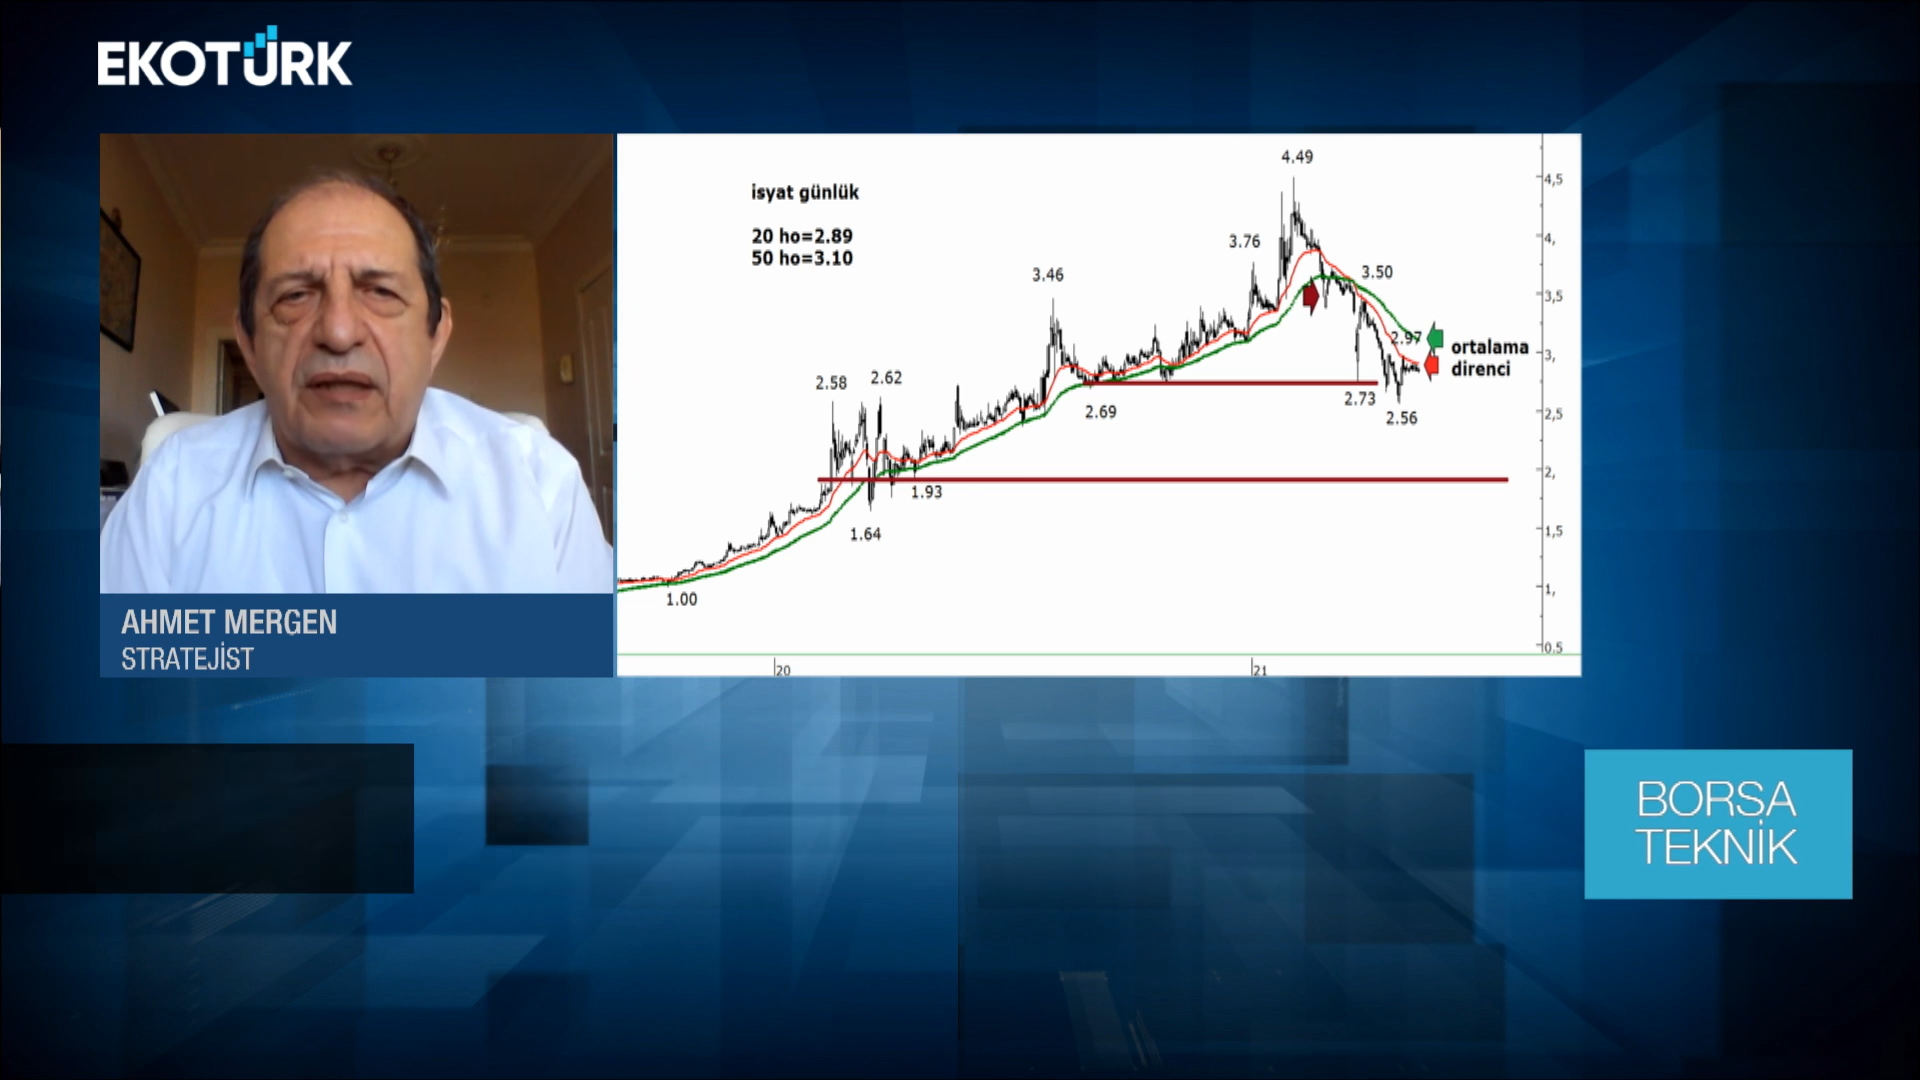 EKOTÜRK
isyat günlük
20 ho=2.89
50 ho=3.10
4.49
3.76
3.46
3.50
2.97
ortalama
direnci
2.58
2.62
2.69
2.73
2.56
1.93
1.64
1.00
4,5
4,
3,5
3,
2,5
2,
1,5
1,
0.5
20
21
AHMET MERGEN
STRATEJİST
BORSA
TEKNİK